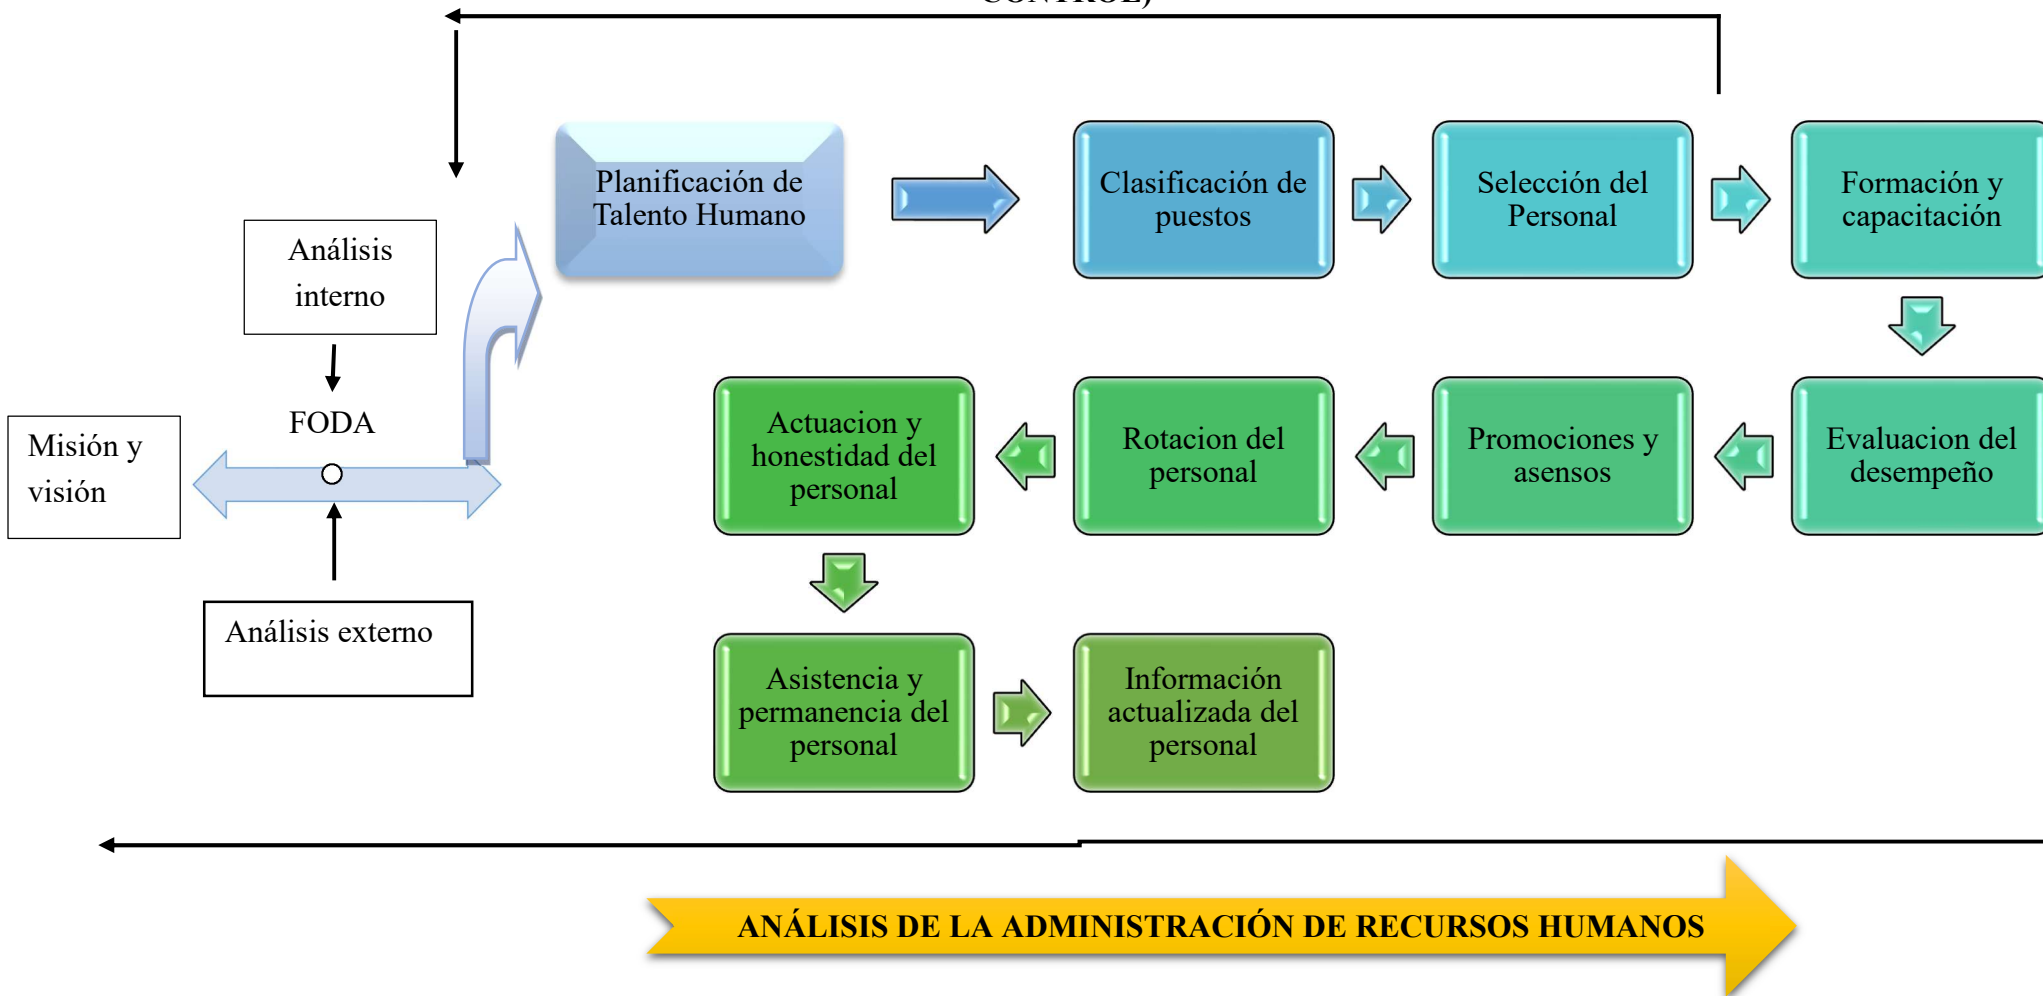 CONTROL)
Planificación de
Talento Humano
Clasificación de
puestos
Selección del
Personal
Formación y
capacitación
Análisis
interno
FODA
Misión y
visión
Análisis externo
Actuacion y
honestidad del
personal
Rotacion del
personal
Promociones y
asensos
Evaluacion del
desempeño
Asistencia y
permanencia del
personal
Información
actualizada del
personal
ANÁLISIS DE LA ADMINISTRACIÓN DE RECURSOS HUMANOS